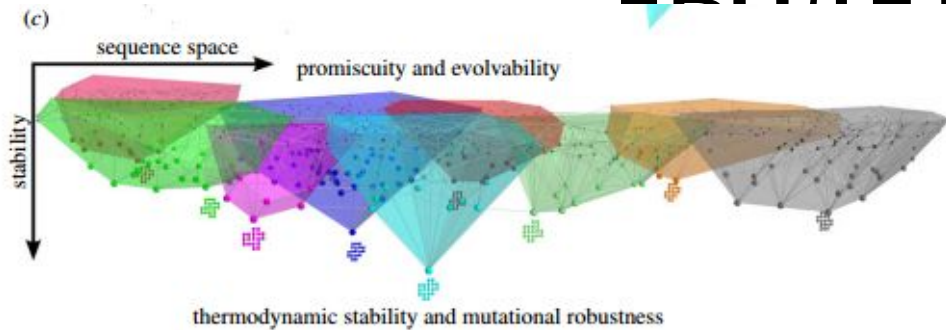 (c)
sequence space
promiscuity and evolvability
stability
thermodynamic stability and mutational robustness